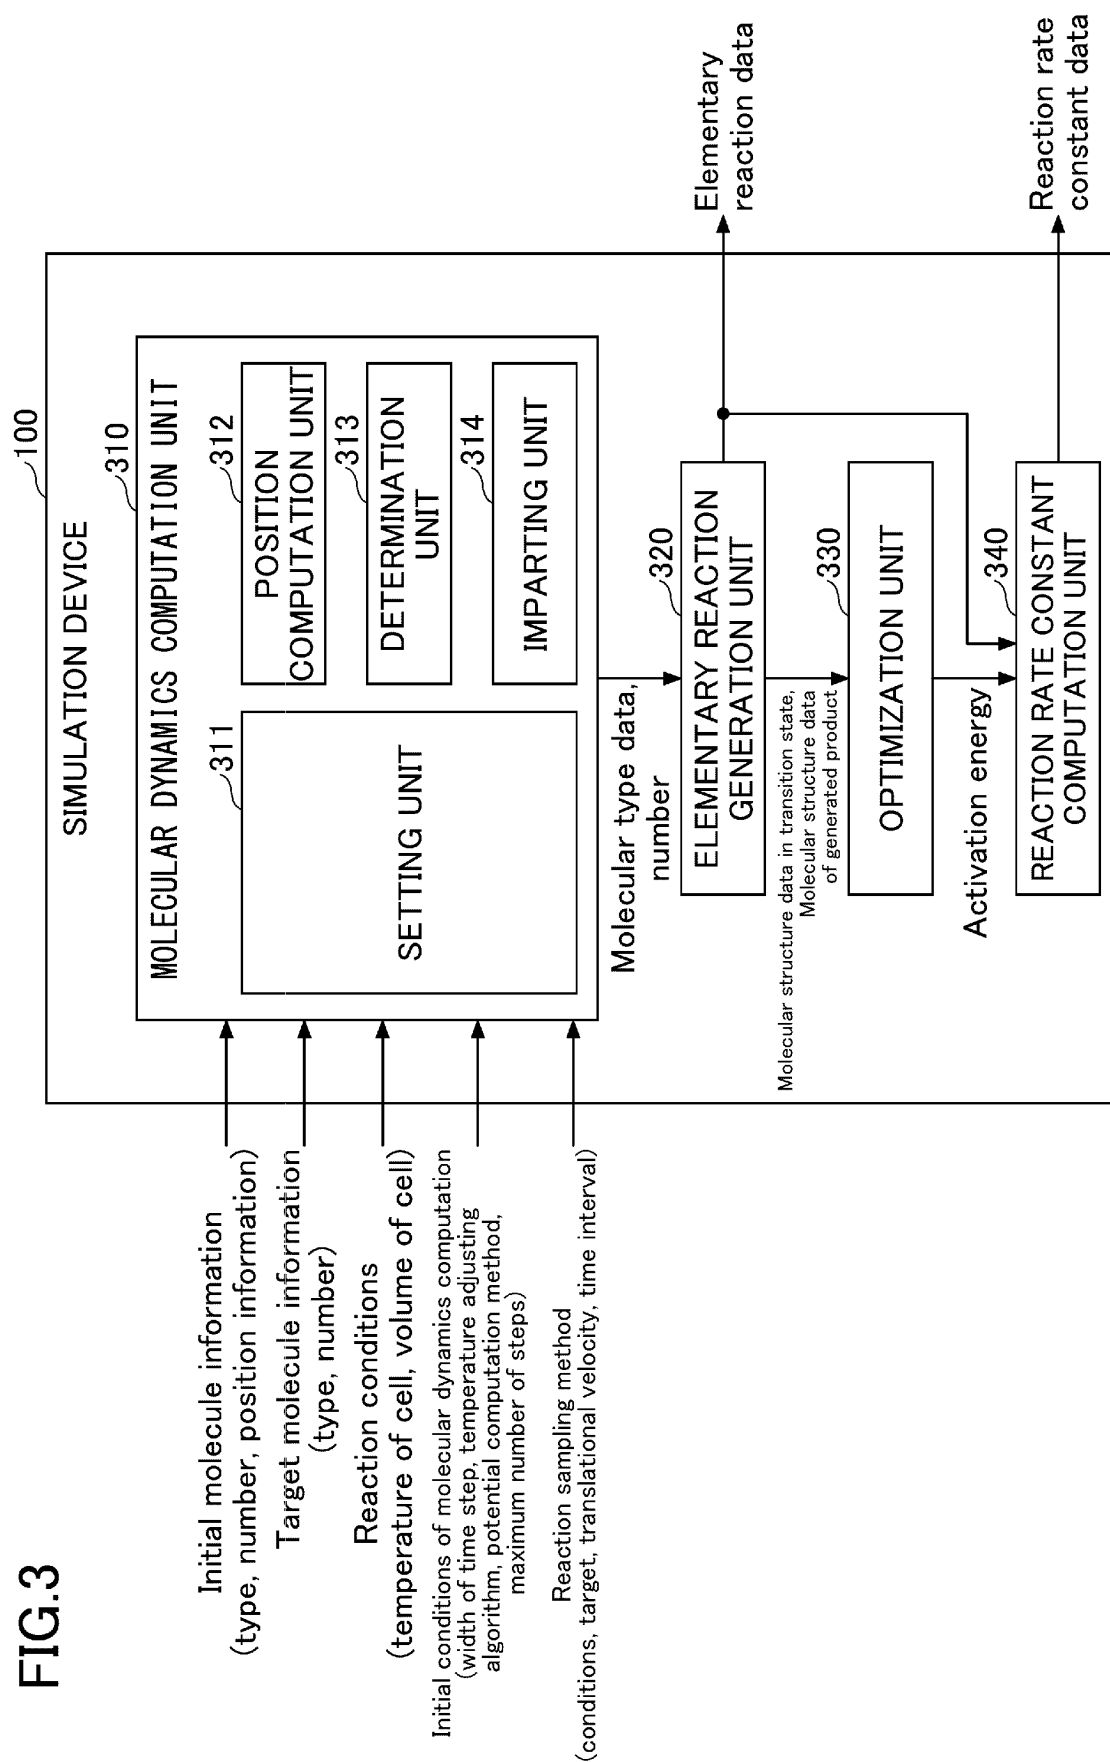 FIG.3
100
SIMULATION DEVICE
310
MOLECULAR DYNAMICS COMPUTATION UNIT
Initial molecule information
(type, number, position information)
Target molecule information
(type, number)
Reaction conditions
(temperature of cell, volume of cell)
Initial conditions of molecular dynamics computation
(width of time step, temperature adjusting
algorithm, potential computation method,
maximum number of steps)
Reaction sampling method
(conditions, target, translational velocity, time interval)
311
SETTING UNIT
312
POSITION
COMPUTATION UNIT
313
DETERMINATION
UNIT
314
IMPARTING UNIT
Molecular type data,
number
320
ELEMENTARY REACTION
GENERATION UNIT
Elementary
reaction data
Molecular structure data in transition state,
Molecular structure data
of generated product
330
OPTIMIZATION UNIT
Activation energy
340
REACTION RATE CONSTANT
COMPUTATION UNIT
Reaction rate
constant data